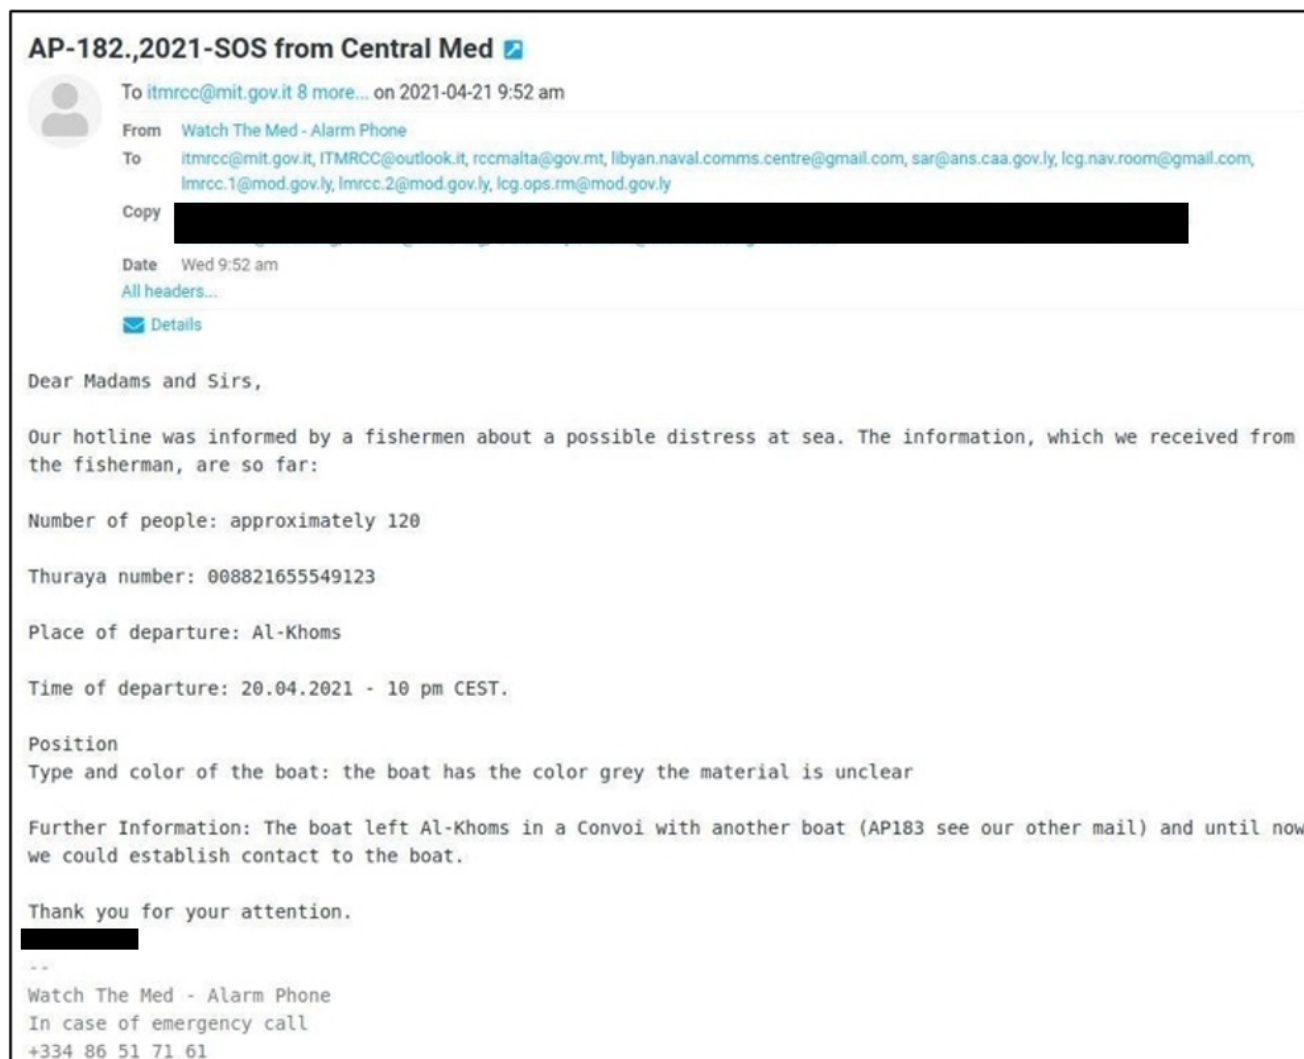 AP-182.,2021-SOS from Central Med
To itmrcc@mit.gov.it 8 more... on 2021-04-21 9:52 am
From Watch The Med - Alarm Phone
To itmrcc@mit.gov.it, ITMRCC@outlook.it, rccmalta@gov.mt, libyan.naval.comms.centre@gmail.com, sar@ans.caa.gov.ly, lcg.nav.room@gmail.com,
lmrcc.1@mod.gov.ly, lmrcc.2@mod.gov.ly, lcg.ops.rm@mod.gov.ly
Copy
Date Wed 9:52 am
All headers...
Details
Dear Madams and Sirs,
Our hotline was informed by a fishermen about a possible distress at sea. The information, which we received from
the fisherman, are so far:
Number of people: approximately 120
Thuraya number: 008821655549123
Place of departure: Al-Khoms
Time of departure: 20.04.2021 - 10 pm CEST.
Position
Type and color of the boat: the boat has the color grey the material is unclear
Further Information: The boat left Al-Khoms in a Convoi with another boat (AP183 see our other mail) and until now
we could establish contact to the boat.
Thank you for your attention.
--
Watch The Med - Alarm Phone
In case of emergency call
+334 86 51 71 61